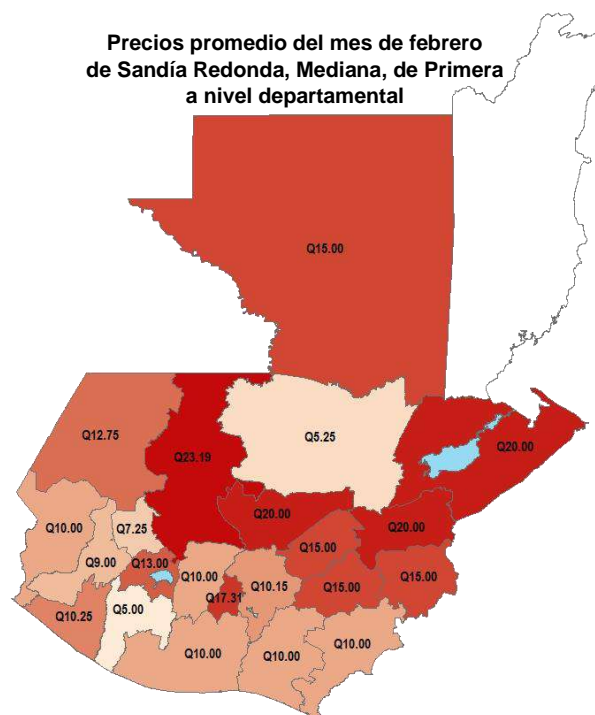 Precios promedio del mes de febrero
de Sandía Redonda, Mediana, de Primera
a nivel departamental
Q15.00
Q12.75
Q5.25
Q23.19
Q20.00
Q10.00
Q7.25
Q20.00
Q20.00
Q15.00
Q9.00
Q13.00
Q10.00
Q10.15
Q15.00
Q15.00
Q10.25
Q5.00
Q17.31
Q10.00
Q10.00
Q10.00